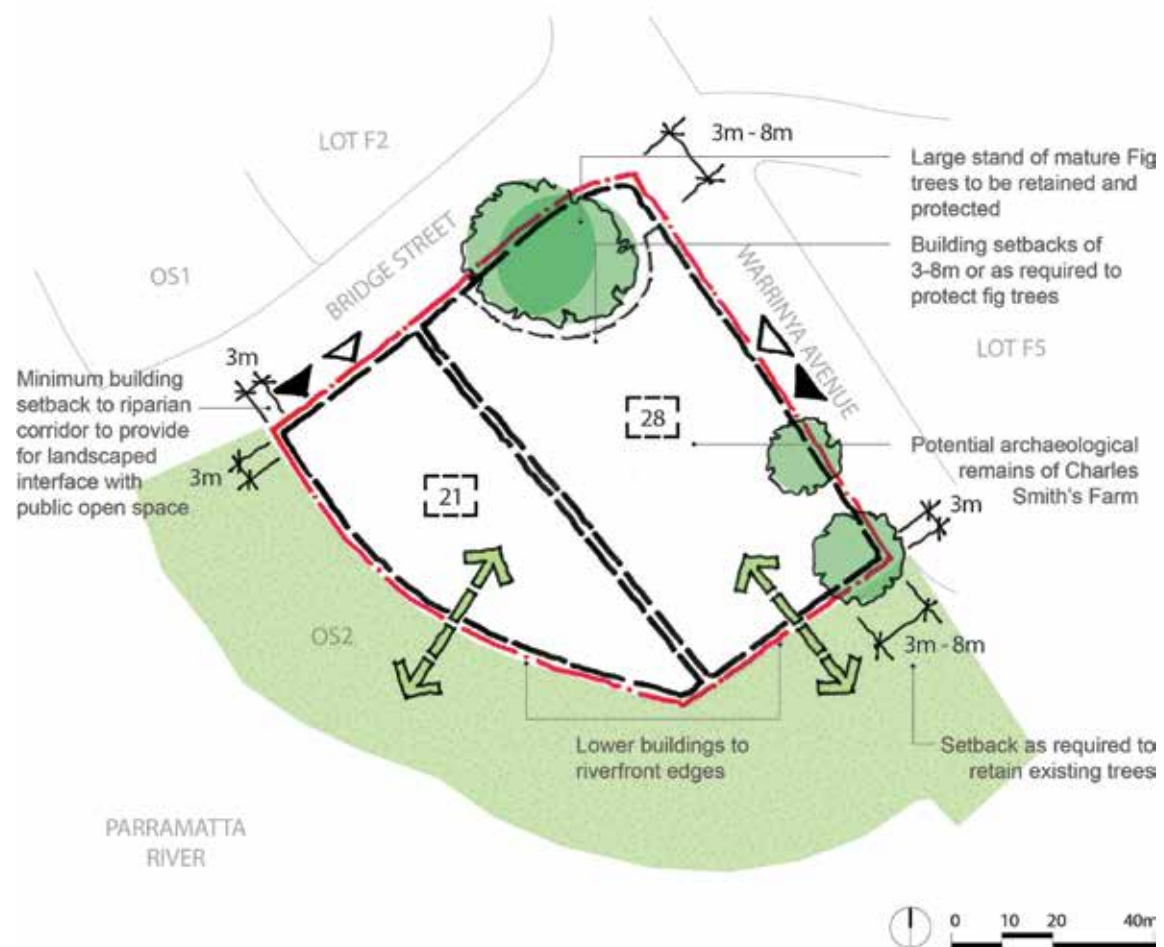 LOT F2
3m - 8m
Large stand of mature Fig
trees to be retained and
protected
Building setbacks of
3-8m or as required to
protect fig trees
OS1
BRIDGE STREET
WARRINYA AVENUE
LOT F5
3m
Minimum building
setback to riparian
corridor to provide
for landscaped
interface with
public open space
3m
28
21
Potential archaeological
remains of Charles
Smith's Farm
3m
OS2
3m - 8m
Lower buildings to
riverfront edges
Setback as required to
retain existing trees
PARRAMATTA
RIVER
0 10 20 40m